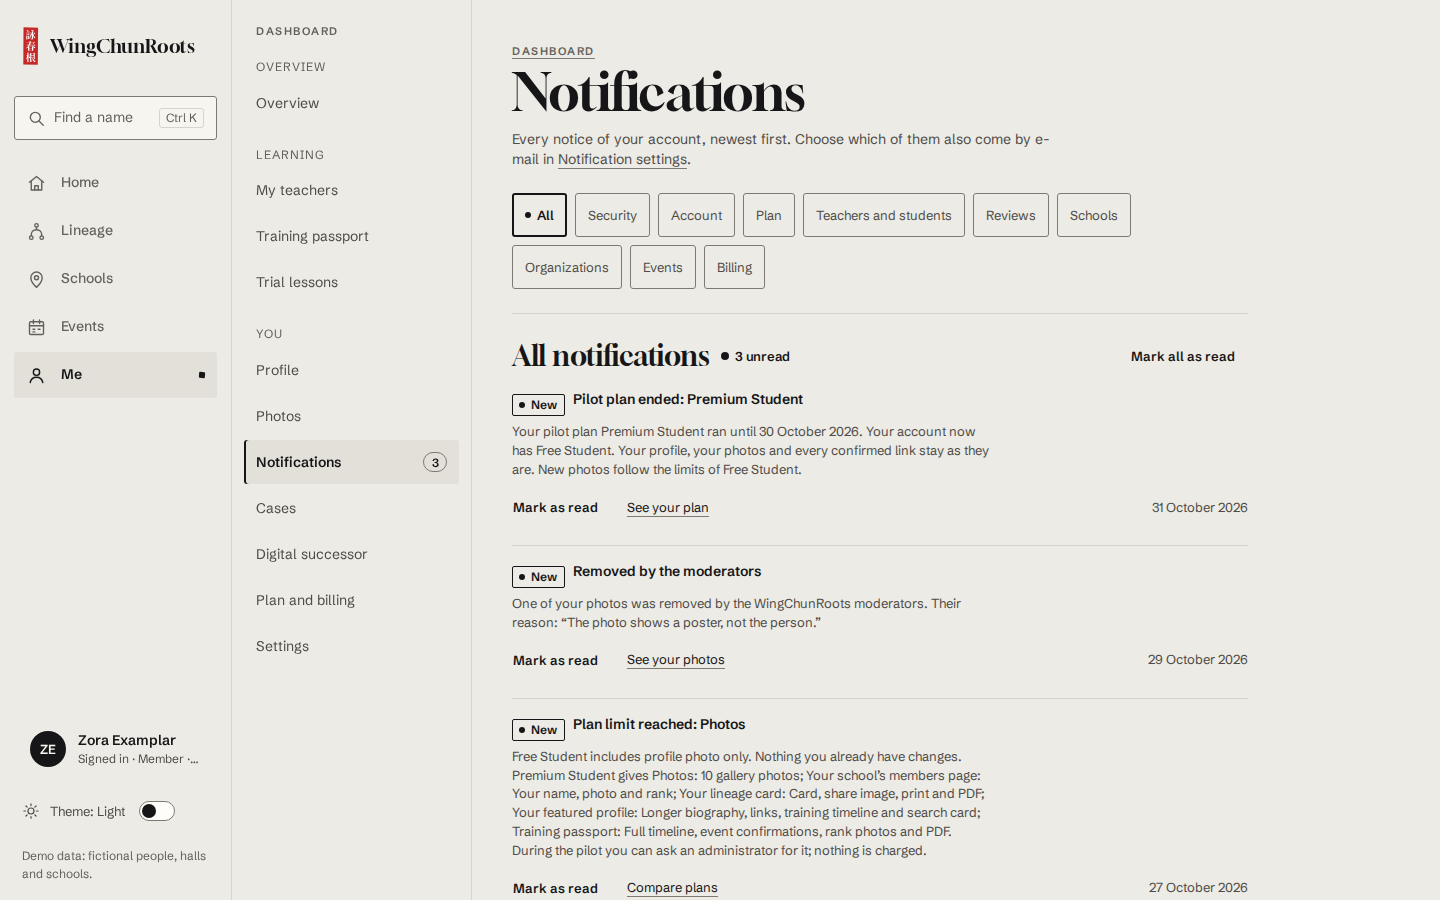 詠春根
WingChunRoots
Find a name
Ctrl K
Home
Lineage
Schools
Events
Me
ZE
Zora Examplar
Signed in · Member ·...
Theme: Light
Demo data: fictional people, halls
and schools.
DASHBOARD
OVERVIEW
Overview
LEARNING
My teachers
Training passport
Trial lessons
YOU
Profile
Photos
Notifications 3
Cases
Digital successor
Plan and billing
Settings
DASHBOARD
Notifications
Every notice of your account, newest first. Choose which of them also come by e-
mail in Notification settings.
All Security Account Plan Teachers and students Reviews Schools
Organizations Events Billing
All notifications 3 unread Mark all as read
New Pilot plan ended: Premium Student
Your pilot plan Premium Student ran until 30 October 2026. Your account now
has Free Student. Your profile, your photos and every confirmed link stay as they
are. New photos follow the limits of Free Student.
Mark as read See your plan 31 October 2026
New Removed by the moderators
One of your photos was removed by the WingChunRoots moderators. Their
reason: “The photo shows a poster, not the person.”
Mark as read See your photos 29 October 2026
New Plan limit reached: Photos
Free Student includes profile photo only. Nothing you already have changes.
Premium Student gives Photos: 10 gallery photos; Your school’s members page:
Your name, photo and rank; Your lineage card: Card, share image, print and PDF;
Your featured profile: Longer biography, links, training timeline and search card;
Training passport: Full timeline, event confirmations, rank photos and PDF.
During the pilot you can ask an administrator for it; nothing is charged.
Mark as read Compare plans 27 October 2026